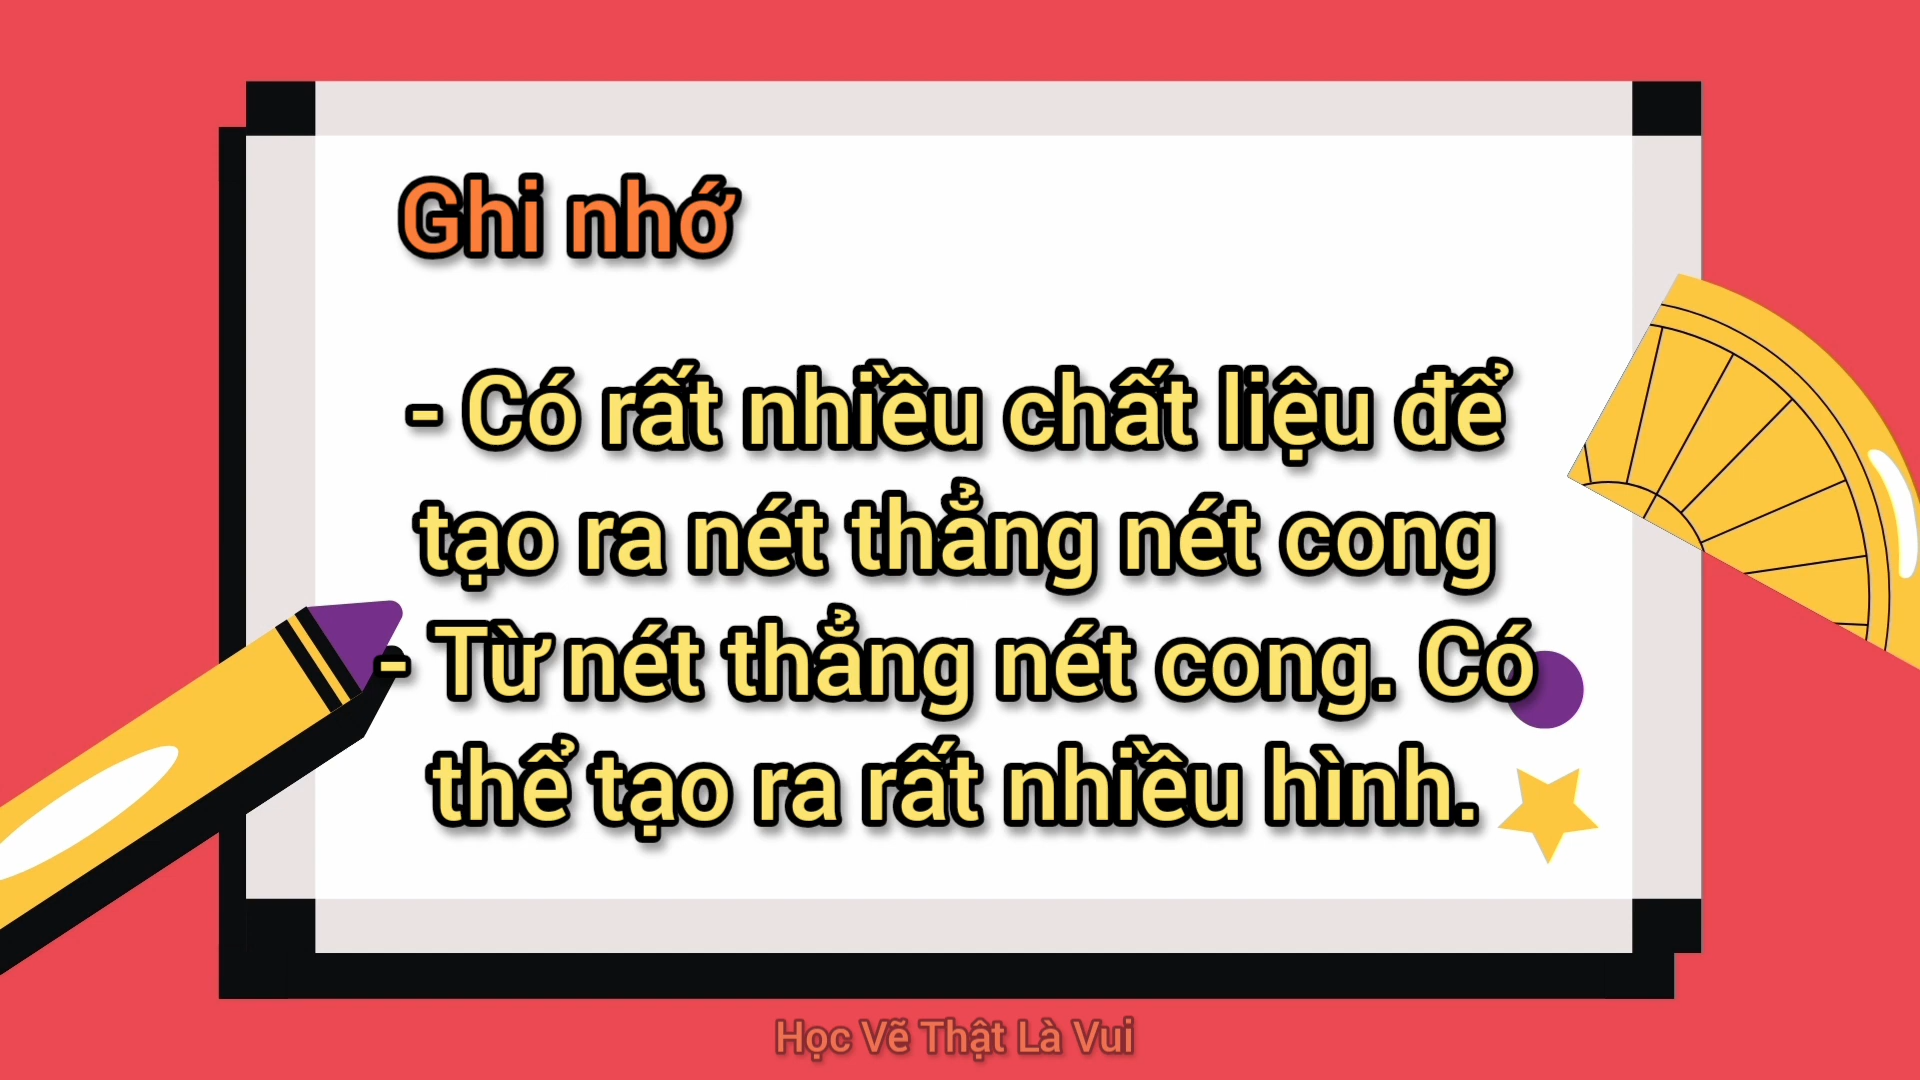 Ghi nhớ
- Có rất nhiều chất liệu để
tạo ra nét thẳng nét cong
- Từ nét thẳng nét cong. Có
thể tạo ra rất nhiều hình.
Học Vẽ Thật Là Vui